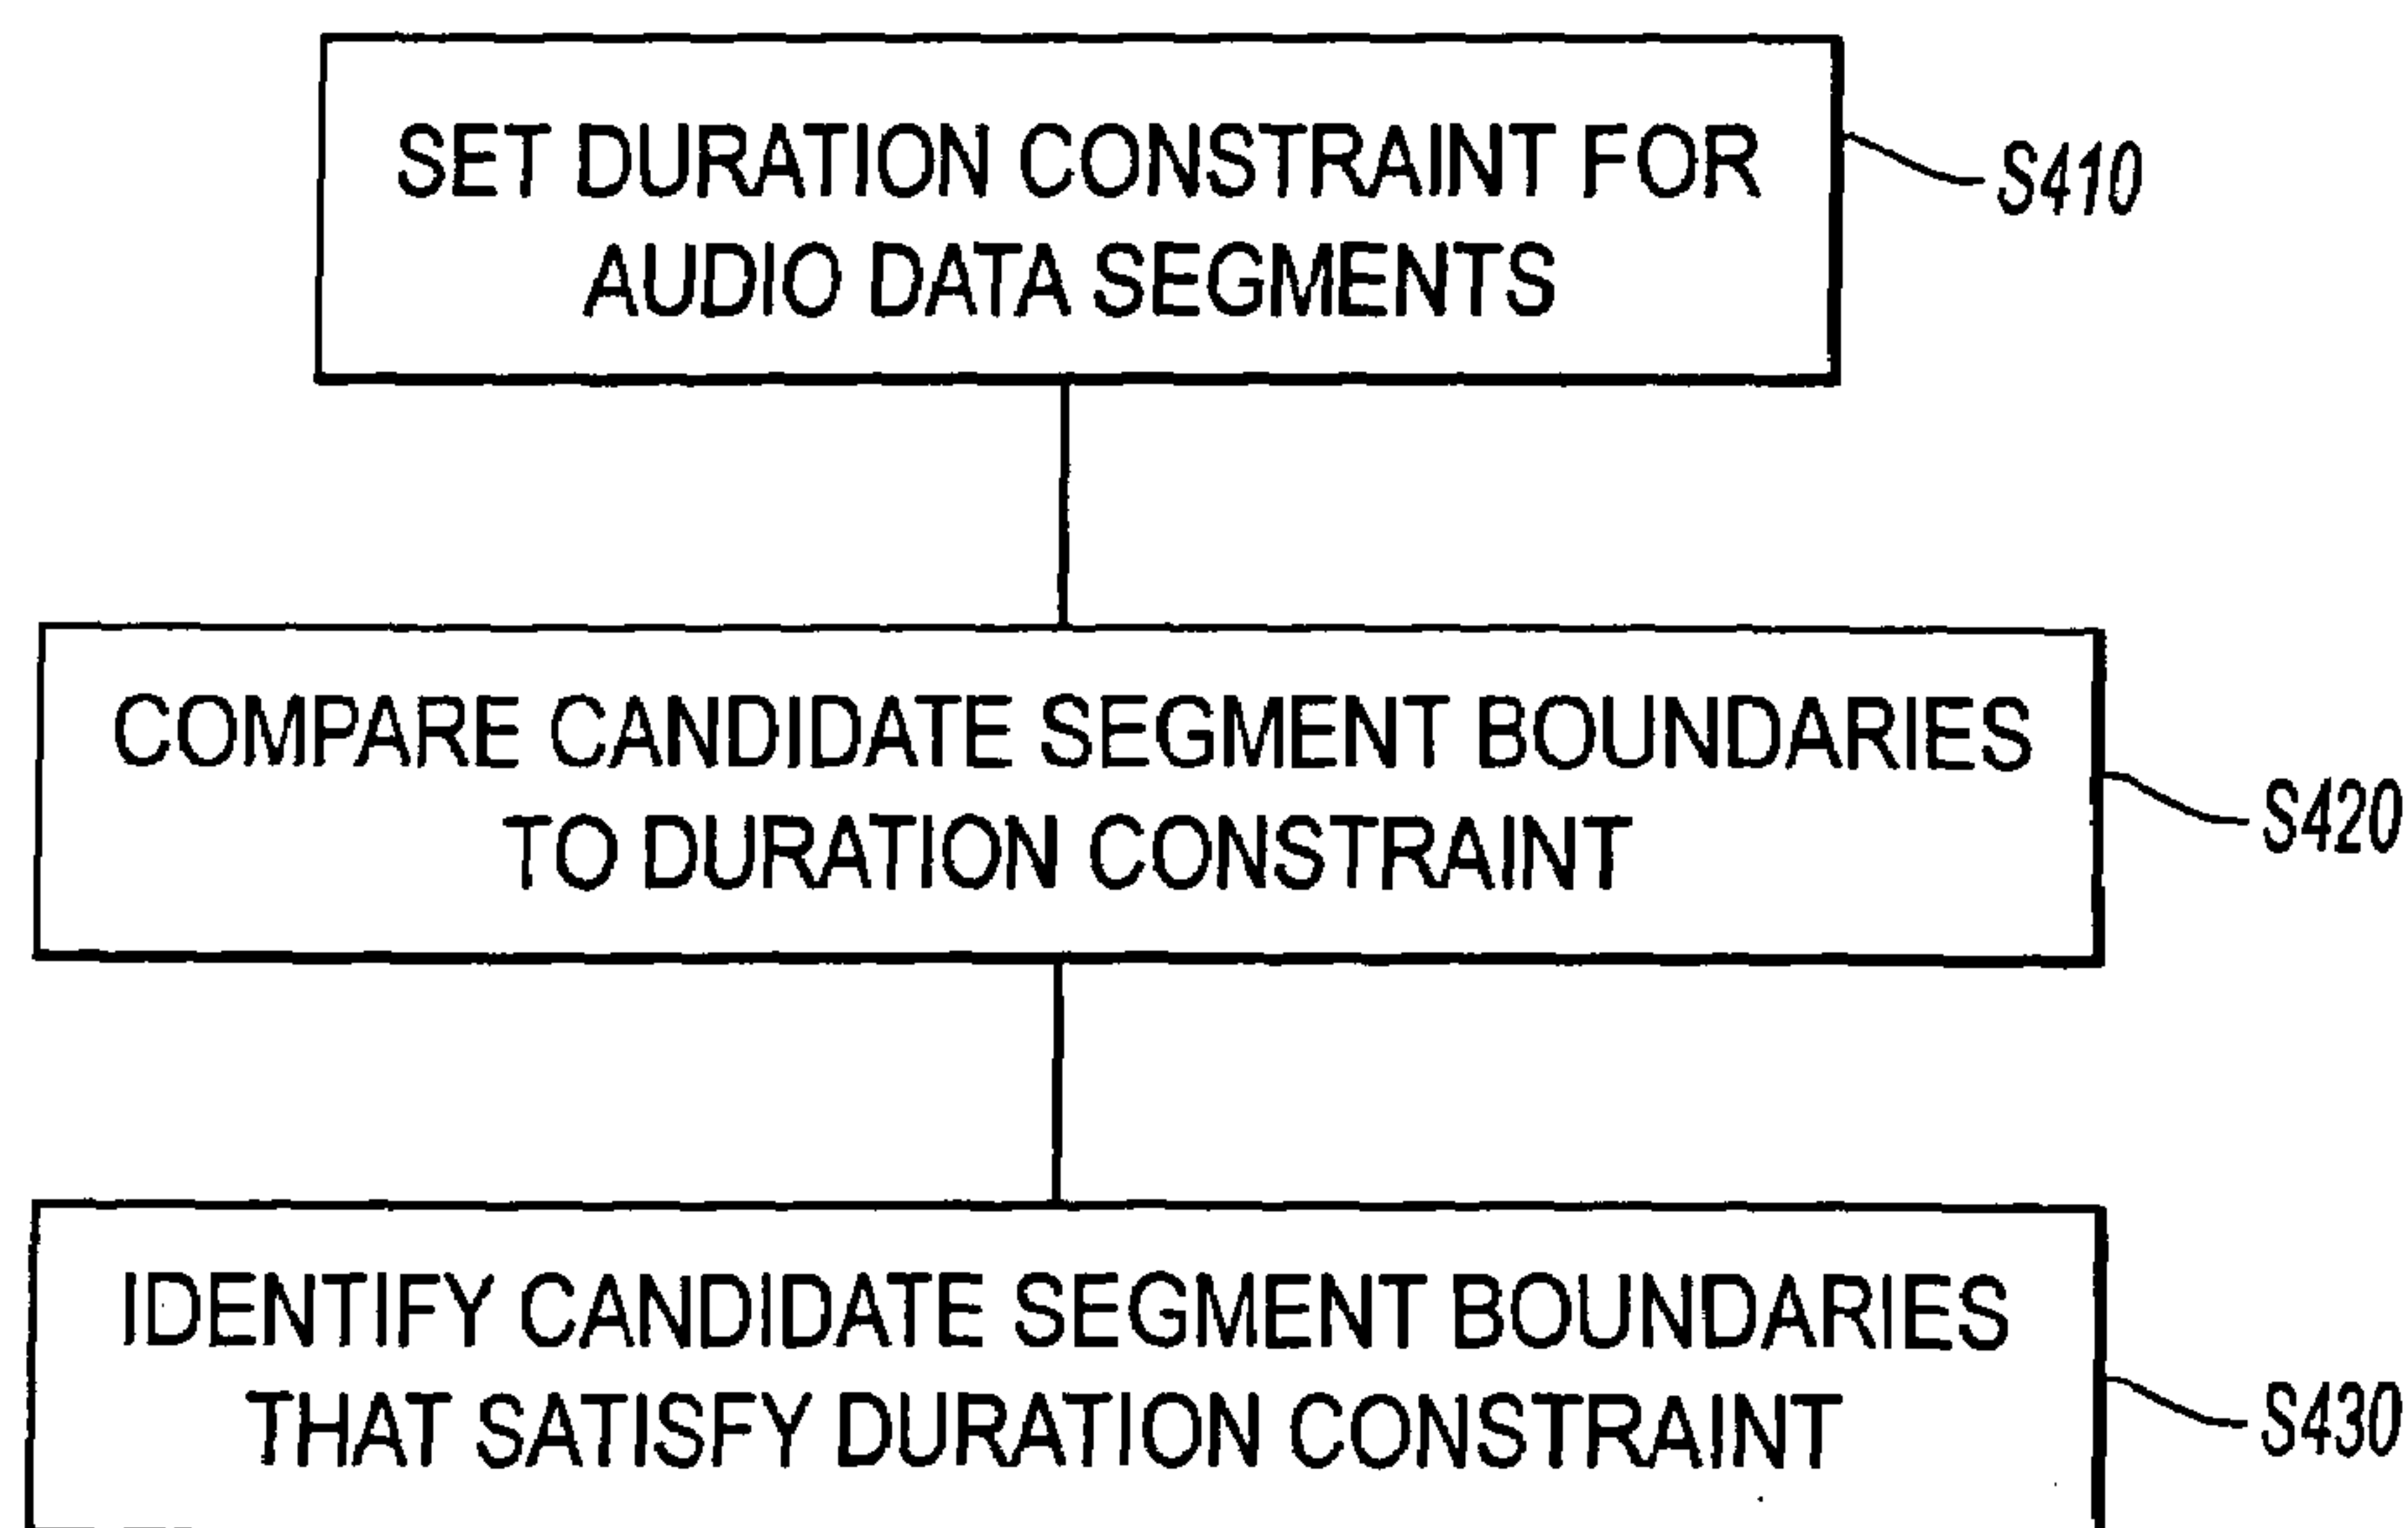 SET DURATION CONSTRAINT FOR
AUDIO DATA SEGMENTS
S410
COMPARE CANDIDATE SEGMENT BOUNDARIES
TO DURATION CONSTRAINT
S420
IDENTIFY CANDIDATE SEGMENT BOUNDARIES
THAT SATISFY DURATION CONSTRAINT
S430